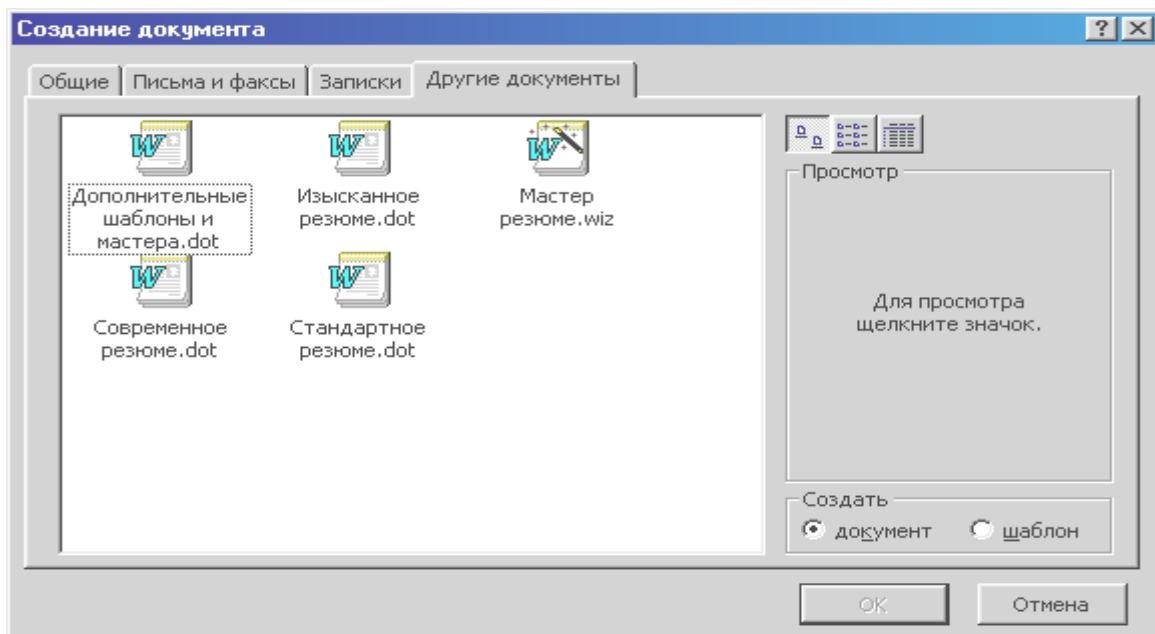 Создание документа
Общие
Письма и факсы
Записки
Другие документы
Дополнительные
шаблоны и
мастера.dot
Изысканное
резюме.dot
Мастер
резюме.wiz
Современное
резюме.dot
Стандартное
резюме.dot
Просмотр
Для просмотра
щелкните значок.
Создать
документ
шаблон
ОК
Отмена